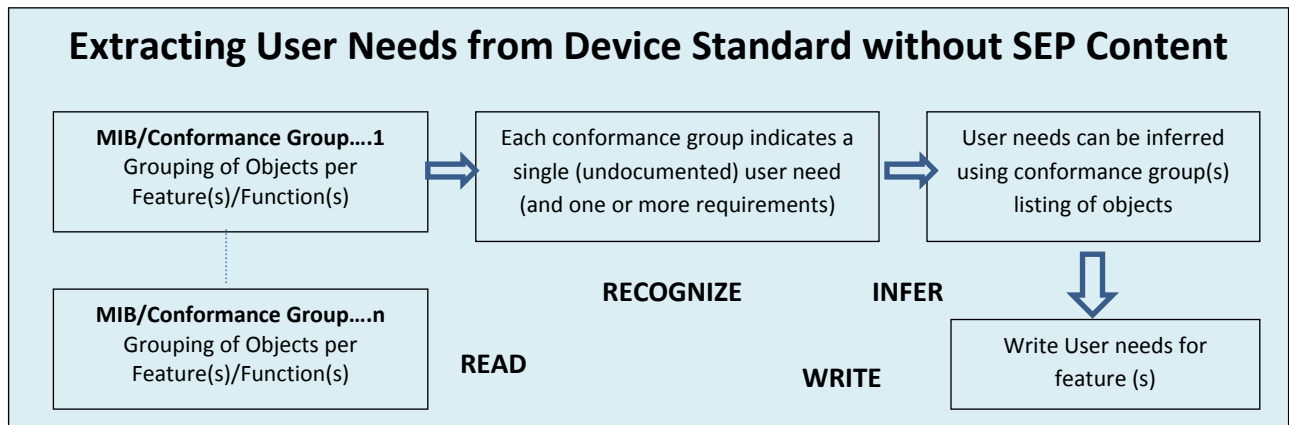 Extracting User Needs from Device Standard without SEP Content
MIB/Conformance Group….1
Grouping of Objects per
Feature(s)/Function(s)
Each conformance group indicates a
single (undocumented) user need
(and one or more requirements)
User needs can be inferred
using conformance group(s)
listing of objects
RECOGNIZE
INFER
MIB/Conformance Group….n
Grouping of Objects per
Feature(s)/Function(s)
READ
WRITE
Write User needs for
feature (s)